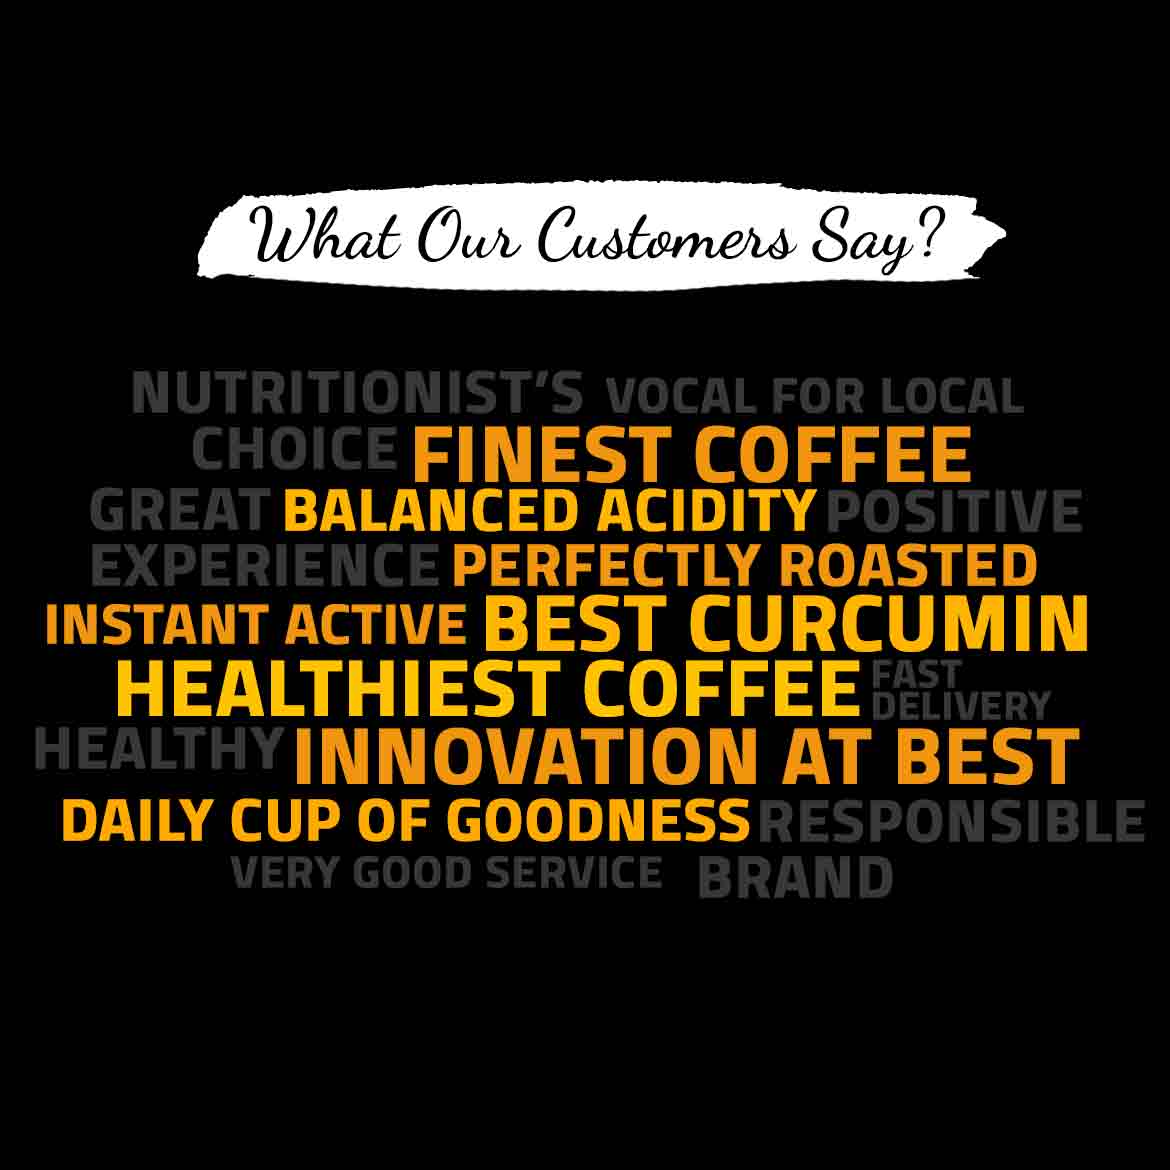 What Our Customers Say?
NUTRITIONIST'S VOCAL FOR LOCAL
CHOICE FINEST COFFEE
GREAT BALANCED ACIDITY POSITIVE
EXPERIENCE PERFECTLY ROASTED
INSTANT ACTIVE BEST CURCUMIN
HEALTHIEST COFFEE FAST
DELIVERY
HEALTHY INNOVATION AT BEST
DAILY CUP OF GOODNESS RESPONSIBLE
VERY GOOD SERVICE BRAND